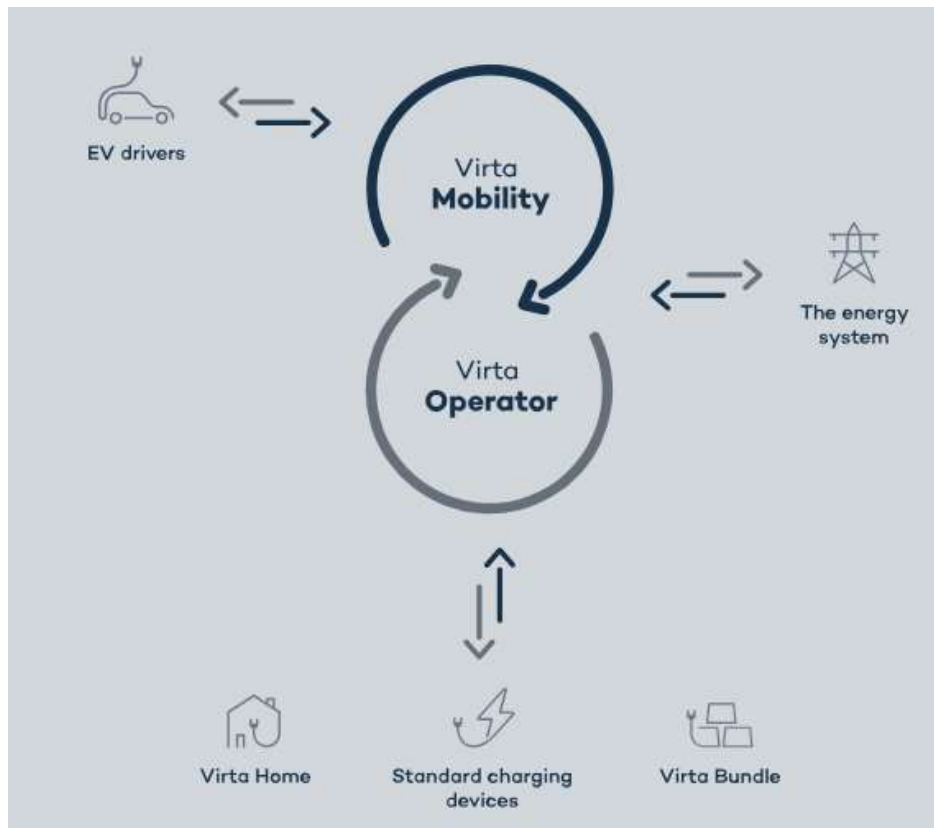 EV drivers
Virta
Mobility
The energy
system
Virta
Operator
Virta Home
Standard charging
devices
Virta Bundle